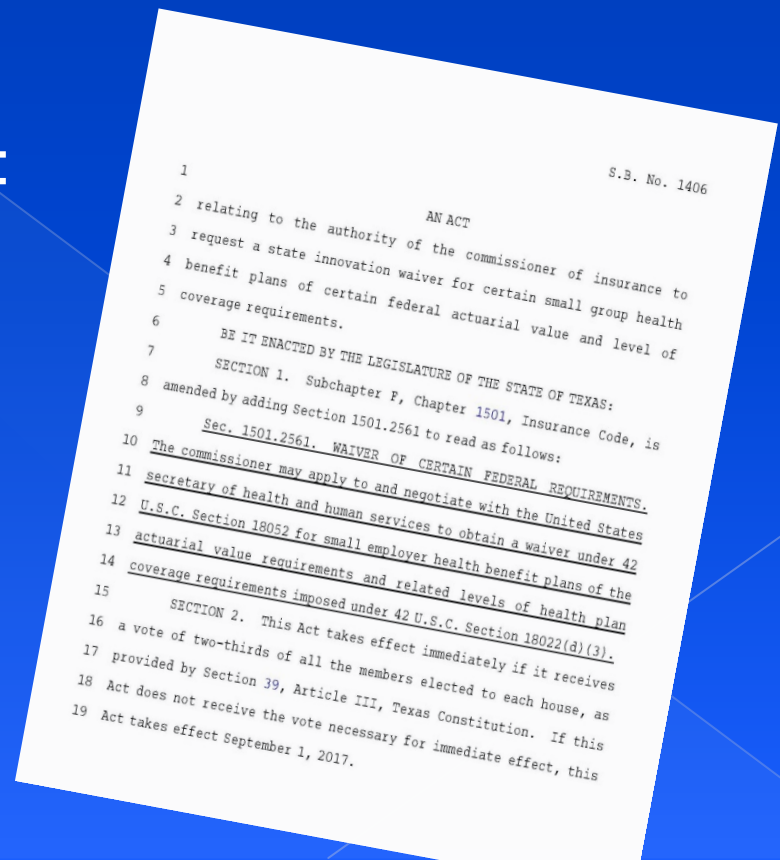 :
S.B. No. 1406
1 AN ACT
2 relating to the authority of the commissioner of insurance to
3 request a state innovation waiver for certain small group health
4 benefit plans of certain federal actuarial value and level of
5 coverage requirements.
6 BE IT ENACTED BY THE LEGISLATURE OF THE STATE OF TEXAS:
7 SECTION 1. Subchapter F, Chapter 1501, Insurance Code, is
8 amended by adding Section 1501.2561 to read as follows:
9 Sec. 1501.2561. WAIVER OF CERTAIN FEDERAL REQUIREMENTS.
10 The commissioner may apply to and negotiate with the United States
11 secretary of health and human services to obtain a waiver under 42
12 U.S.C. Section 18052 for small employer health benefit plans of the
13 actuarial value requirements and related levels of health plan
14 coverage requirements imposed under 42 U.S.C. Section 18022(d)(3).
15 SECTION 2. This Act takes effect immediately if it receives
16 a vote of two-thirds of all the members elected to each house, as
17 provided by Section 39, Article III, Texas Constitution. If this
18 Act does not receive the vote necessary for immediate effect, this
19 Act takes effect September 1, 2017.